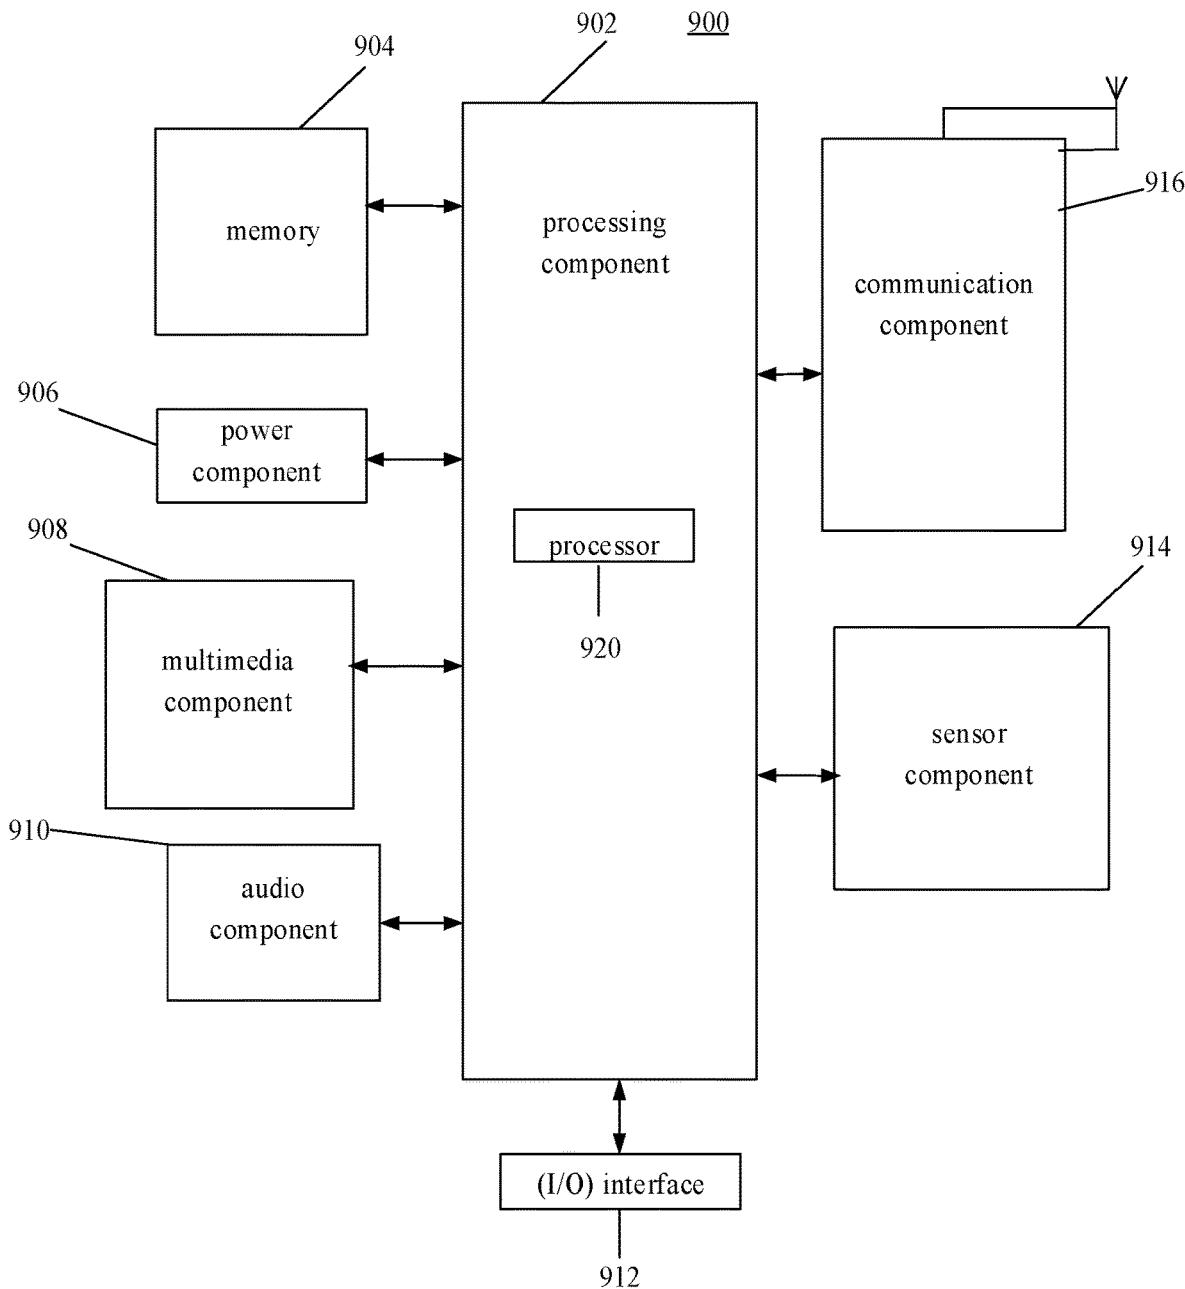 902
900
904
916
memory
processing
component
communication
component
906
power
component
908
processor
914
920
multimedia
component
sensor
component
910
audio
component
(I/O) interface
912